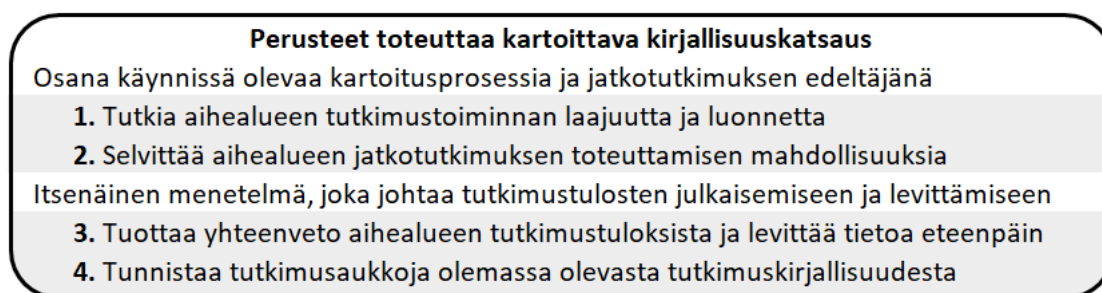 Perusteet toteuttaa kartoittava kirjallisuuskatsaus
Osana käynnissä olevaa kartoitusprosessia ja jatkotutkimuksen edeltäjänä
1. Tutkia aihealueen tutkimustoiminnan laajuutta ja luonnetta
2. Selvittää aihealueen jatkotutkimuksen toteuttamisen mahdollisuuksia
Itsenäinen menetelmä, joka johtaa tutkimustulosten julkaisemiseen ja levittämiseen
3. Tuottaa yhteenveto aihealueen tutkimustuloksista ja levittää tietoa eteenpäin
4. Tunnistaa tutkimusaukkoja olemassa olevasta tutkimuskirjallisuudesta